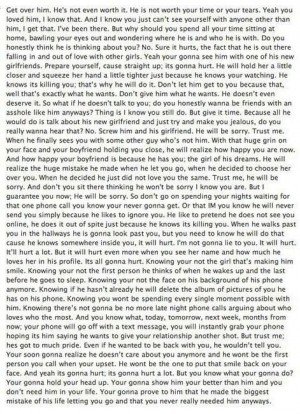 Get over him. He's not even worth it. He is not worth your time or your tears. Yeah you
loved him, I know that. And I know you just can't see yourself with anyone other than
him, I get that. I've been there. But why should you spend all your time sitting at
home, bawling your eyes out and wondering where he is and who he is with. Do you
honestly think he is thinking about you? No. Sure it hurts, the fact that he is out there
falling in and out of love with other girls. Yeah your gonna see him with one of his new
girlfriends. Prepare yourself, cause straight up; its gonna hurt. He will hold her a little
closer and squeeze her hand a little tighter just because he knows your watching. He
knows its killing you; that's why he will do it. Don't let him get to you because that,
well that's exactly what he wants. Don't give him what he wants. He doesn't even
deserve it. So what if he doesn't talk to you; do you honestly wanna be friends with an
asshole like him anyways? Thing is I know you still do. But give it time. Because all he
would do is talk about his new girlfriend and just try and make you jealous, do you
really wanna hear that? No. Screw him and his girlfriend. He will be sorry. Trust me.
When he finally sees you with some other guy who's not him. With that huge grin on
your face and your boyfriend holding you close, he will realize how happy you are now.
And how happy your boyfriend is because he has you; the girl of his dreams. He will
realize the huge mistake he made when he let you go, when he decided to choose her
over you. When he decided he just did not love you the same. Trust me, he will be
sorry. And don't you sit there thinking he won't be sorry I know you are. But I
guarantee you now; He will be sorry. So don't go on spending your nights waiting for
that one phone call you know your never gonna get. Or that IM you know he will never
send you simply because he likes to ignore you. He like to pretend he does not see you
online, he does it out of spite just because he knows its killing you. When he walks past
you in the hallways he is gonna look past you, but you need to know he will do that
cause he knows somewhere inside you, it will hurt. I'm not gonna lie to you. It will hurt.
It'll hurt a lot. But it will hurt even more when you see her name and how much he
loves her in his profile. Its all gonna hurt. Knowing your not the girl that's making him
smile. Knowing your not the first person he thinks of when he wakes up and the last
before he goes to sleep. Knowing your not the face on his background of his phone
anymore. Knowing if he hasn't already he will delete the album of pictures of you he
has on his phone. Knowing you wont be spending every single moment possible with
him. Knowing there's not gonna be no more late night phone calls arguing about who
loves who the most. And you know what, today, tomorrow, next week, months from
now; your phone will go off with a text message, you will instantly grab your phone
hoping its him saying he wants to give your relationship another shot. But trust me;
hes got to much pride. Even if he wanted to be back with you, he wouldn't tell you.
Your soon gonna realize he doesn't care about you anymore and he wont be the first
person you call when your upset. He wont be the one to put that smile back on your
face. And yeah its gonna hurt; its gonna hurt a lot. But you know what your gonna do?
Your gonna hold your head up. Your gonna show him your better than him and you
don't need him in your life. Your gonna prove to him that he made the biggest
mistake of his life letting you go and that you never really needed him anyways.